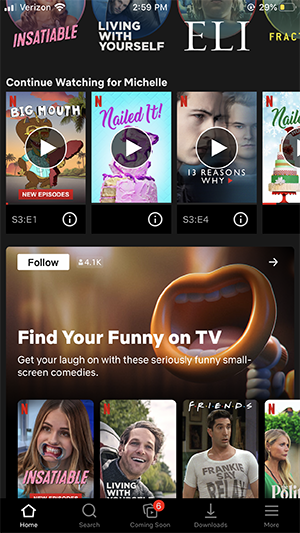 Verizon 2:59 PM 89%
INSATIABLE
LIVING
WITH
YOURSELF
ELI
FRACT
Continue Watching for Michelle
N
BIG MOUTH
NEW EPISODES
N
Nailed It!
N
13 REASONS
WHY
N
S3:E1
S3:E4
Follow
4.1K
Find Your Funny on TV
Get your laugh on with these seriously funny small-
screen comedies.
N
INSATIABLE
NEW EPISODES
N
LIVING
WITH
YOURSELF
FRIENDS
FRANKIE
SAY
RELAX
N
Home
Search
6
Coming Soon
Downloads
More